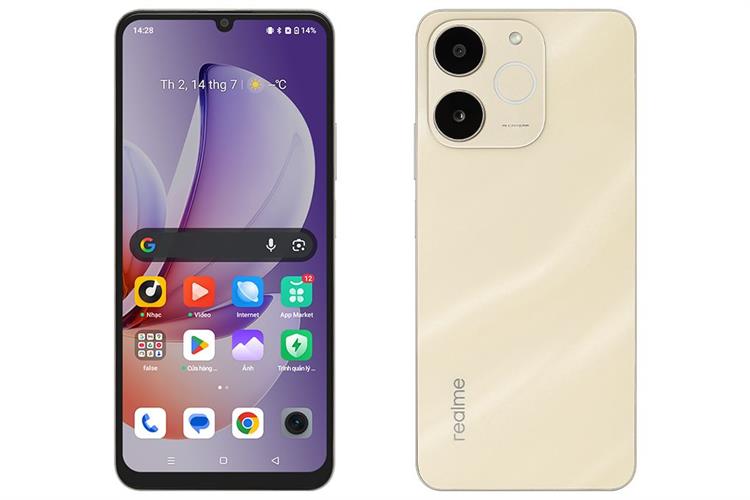 14:28
14%
Th 2, 14 thg 7 | --°C
12
Nhạc
Video
Internet
App Market
false
Cửa hàng...
Ảnh
Trình quản lý...
realme